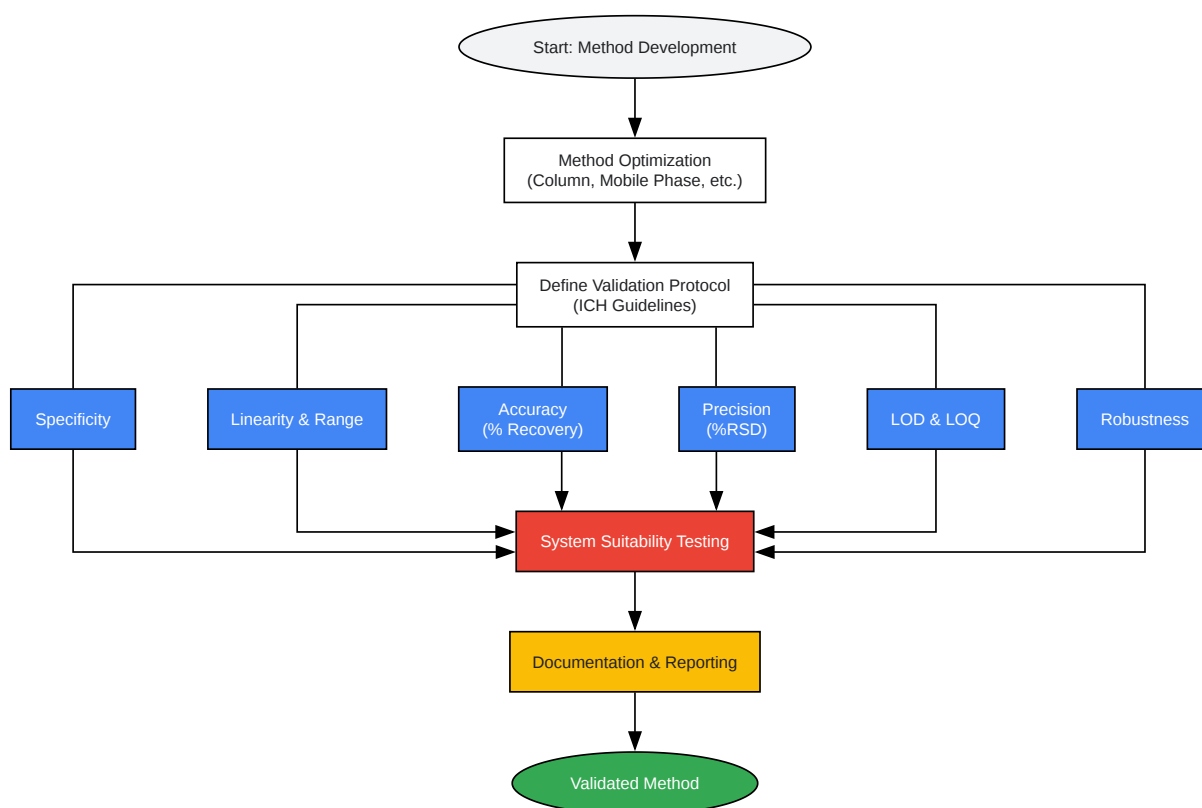 Start: Method Development
Method Optimization
(Column, Mobile Phase, etc.)
Define Validation Protocol
(ICH Guidelines)
Specificity
Linearity & Range
Accuracy
(% Recovery)
Precision
(%RSD)
LOD & LOQ
Robustness
System Suitability Testing
Documentation & Reporting
Validated Method